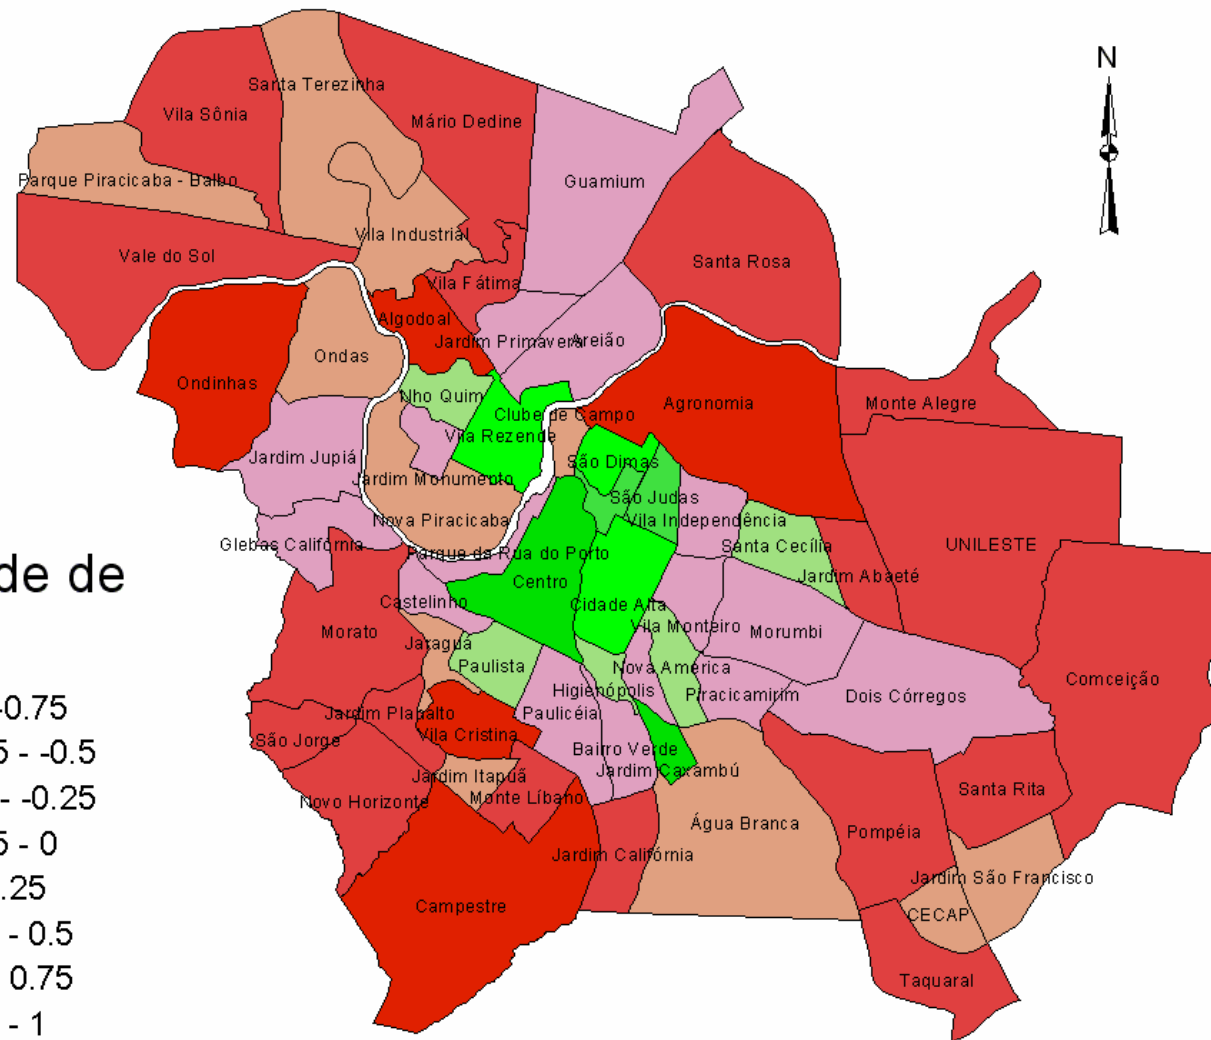 N
Santa Terezinha
Vila Sônia
Mário Dedine
Parque Piracicaba - Balbo
Guamium
Vila Industrial
Vale do Sol
Santa Rosa
Vila Fátima
Algodoal
Jardim Primavera
Areião
Ondas
Ondinhas
Nho Quim
Agronomia
Monte Alegre
Clube de Campo
Vila Rezende
Jardim Jupiá
São Dimas
Jardim Monumento
São Judas
Nova Piracicaba
Vila Independência
Glebas Califórnia
Parque da Rua do Porto
Santa Cecília
UNILESTE
de de
Centro
Jardim Abaeté
Castelinho
Cidade Alta
Morato
Vila Monteiro
Morumbi
Jaraguá
Paulista
Nova América
Comceição
Higienópolis
Piracicamirim
Dois Córregos
-0.75
Jardim Planalto
Paulicéia
São Jorge
Vila Cristina
5 - -0.5
Bairro Verde
Jardim Itapuã
Jardim Caxambú
- -0.25
Novo Horizonte
Monte Líbano
Santa Rita
Água Branca
Pompéia
5 - 0
Jardim Califórnia
.25
Jardim São Francisco
Campestre
CECAP
- 0.5
0.75
Taquaral
- 1